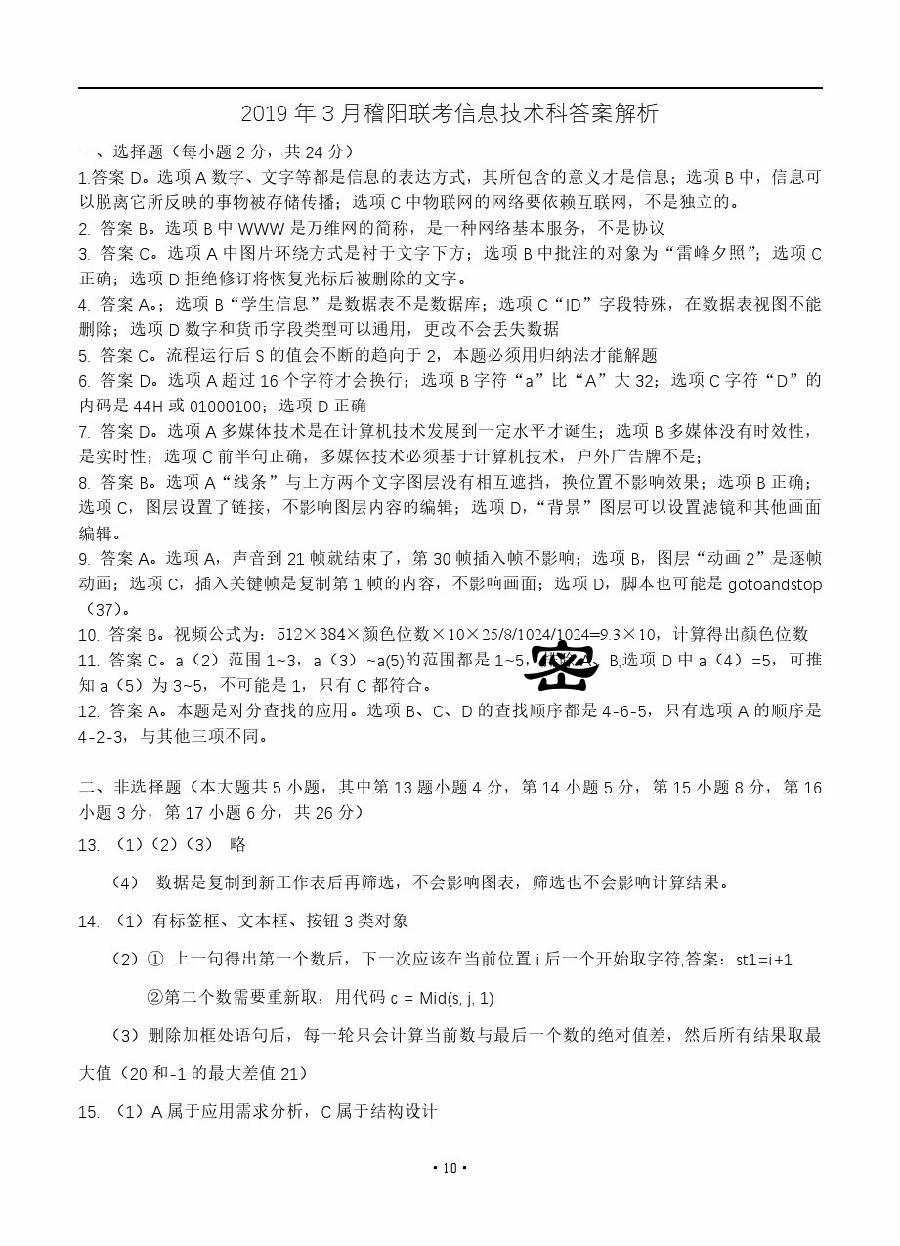 2019 年 3 月稽阳联考信息技术科答案解析
、选择题（每小题 2 分，共 24 分）
1.答案 D。选项 A 数字、文字等都是信息的表达方式，其所包含的意义才是信息；选项 B 中，信息可
以脱离它所反映的事物被存储传播；选项 C 中物联网的网络要依赖互联网，不是独立的。
2. 答案 B。选项 B 中 WWW 是万维网的简称，是一种网络基本服务，不是协议
3. 答案 C。选项 A 中图片环绕方式是衬于文字下方；选项 B 中批注的对象为“雷峰夕照”；选项 C
正确；选项 D 拒绝修订将恢复光标后被删除的文字。
4. 答案 A。；选项 B“学生信息”是数据表不是数据库；选项 C“ID”字段特殊，在数据表视图不能
删除；选项 D 数字和货币字段类型可以通用，更改不会丢失数据
5. 答案 C。流程运行后 S 的值会不断的趋向于 2，本题必须用归纳法才能解题
6. 答案 D。选项 A 超过 16 个字符才会换行；选项 B 字符“a”比“A”大 32；选项 C 字符“D”的
内码是 44H 或 01000100；选项 D 正确
7. 答案 D。选项 A 多媒体技术是在计算机技术发展到一定水平才诞生；选项 B 多媒体没有时效性，
是实时性；选项 C 前半句正确，多媒体技术必须基于计算机技术，户外广告牌不是；
8. 答案 B。选项 A“线条”与上方两个文字图层没有相互遮挡，换位置不影响效果；选项 B 正确；
选项 C，图层设置了链接，不影响图层内容的编辑；选项 D，“背景”图层可以设置滤镜和其他画面
编辑。
9. 答案 A。选项 A，声音到 21 帧就结束了，第 30 帧插入帧不影响；选项 B，图层“动画 2”是逐帧
动画；选项 C，插入关键帧是复制第 1 帧的内容，不影响画面；选项 D，脚本也可能是 gotoandstop
（37）。
10. 答案 B。视频公式为：512×384×颜色位数×10×25/8/1024/1024=9.3×10，计算得出颜色位数
11. 答案 C。a（2）范围 1~3，a（3）~a(5)的范围都是 1~5，密 B,选项 D 中 a（4）=5，可推
知 a（5）为 3~5，不可能是 1，只有 C 都符合。
12. 答案 A。本题是对分查找的应用。选项 B、C、D 的查找顺序都是 4-6-5，只有选项 A 的顺序是
4-2-3，与其他三项不同。
二、非选择题（本大题共 5 小题，其中第 13 题小题 4 分，第 14 小题 5 分，第 15 小题 8 分，第 16
小题 3 分，第 17 小题 6 分，共 26 分）
13. （1）（2）（3） 略
（4） 数据是复制到新工作表后再筛选，不会影响图表，筛选也不会影响计算结果。
14. （1）有标签框、文本框、按钮 3 类对象
（2）① 上一句得出第一个数后，下一次应该在当前位置 i 后一个开始取字符,答案：st1=i+1
②第二个数需要重新取，用代码 c = Mid(s, j, 1)
（3）删除加框处语句后，每一轮只会计算当前数与最后一个数的绝对值差，然后所有结果取最
大值（20 和-1 的最大差值 21）
15. （1）A 属于应用需求分析，C 属于结构设计
• 10 •